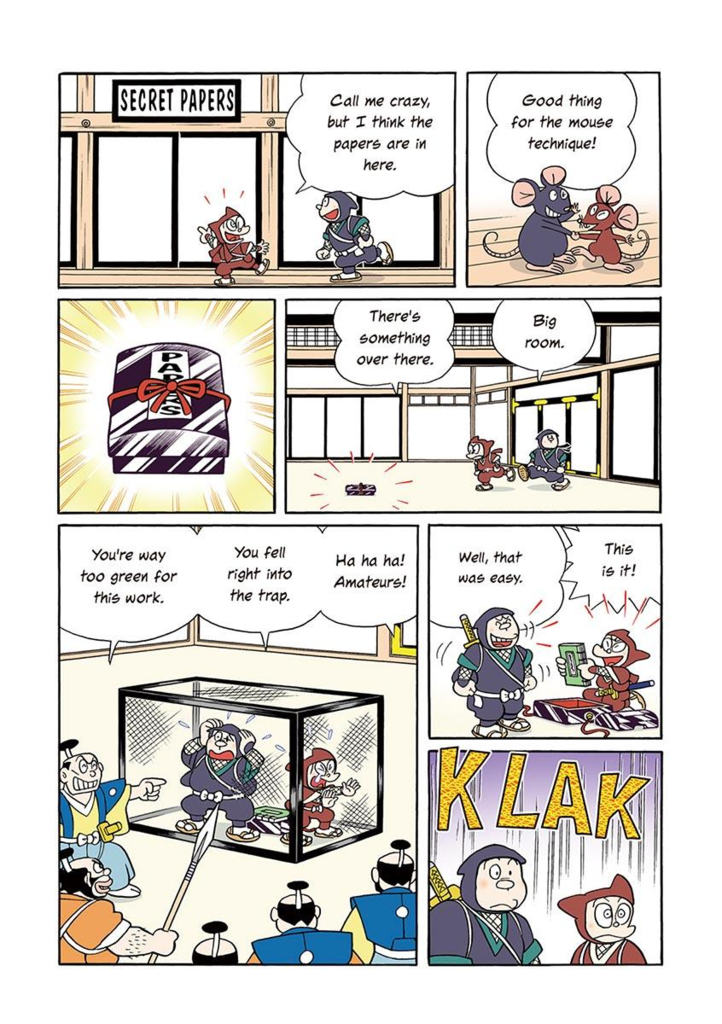 Good thing
for the mouse
technique!
Call me crazy,
but I think the
papers are in
here.
SECRET PAPERS
Big
room.
There's
something
over there.
PAPERS
This
is it!
Well, that
was easy.
KLAK
Ha ha ha!
Amateurs!
You fell
right into
the trap.
You're way
too green for
this work.